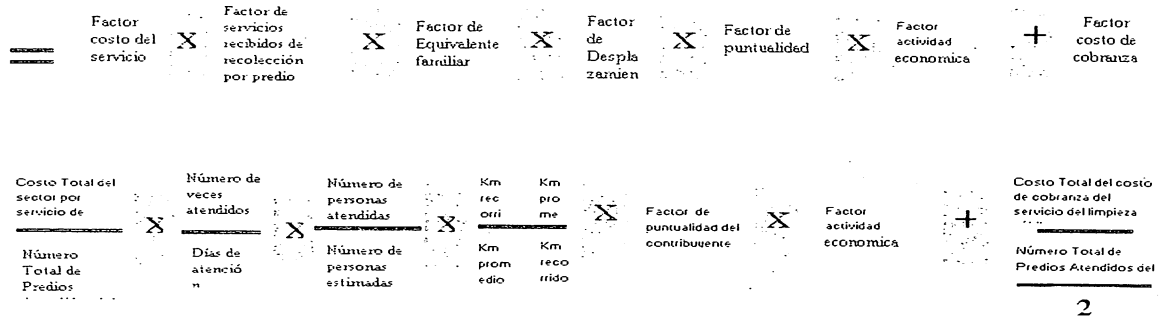 =
Factor
costo del
servicio
X
Factor de
servicios
recibidos de
recolección
por predio
X
Factor de
Equivalente
familiar
X
Factor
de
Despla
zamien
X
Factor de
puntualidad
X
Factor
actividad
economica
+
Factor
costo de
cobranza
Costo Total del
sector por
servicio de
Número
Total de
Predios
X
Número de
veces
atendidos
Días de
atenció
n
X
Número de
personas
atendidas
Número de
personas
estimadas
X
Km Km
rec pro
orri me
Km Km
prom reco
edio rrido
X
Factor de
puntualidad del
contribuyente
X
Factor
actividad
economica
+
Costo Total del costo
de cobranza del
servicio del limpieza
Número Total de
Predios Atendidos del
2